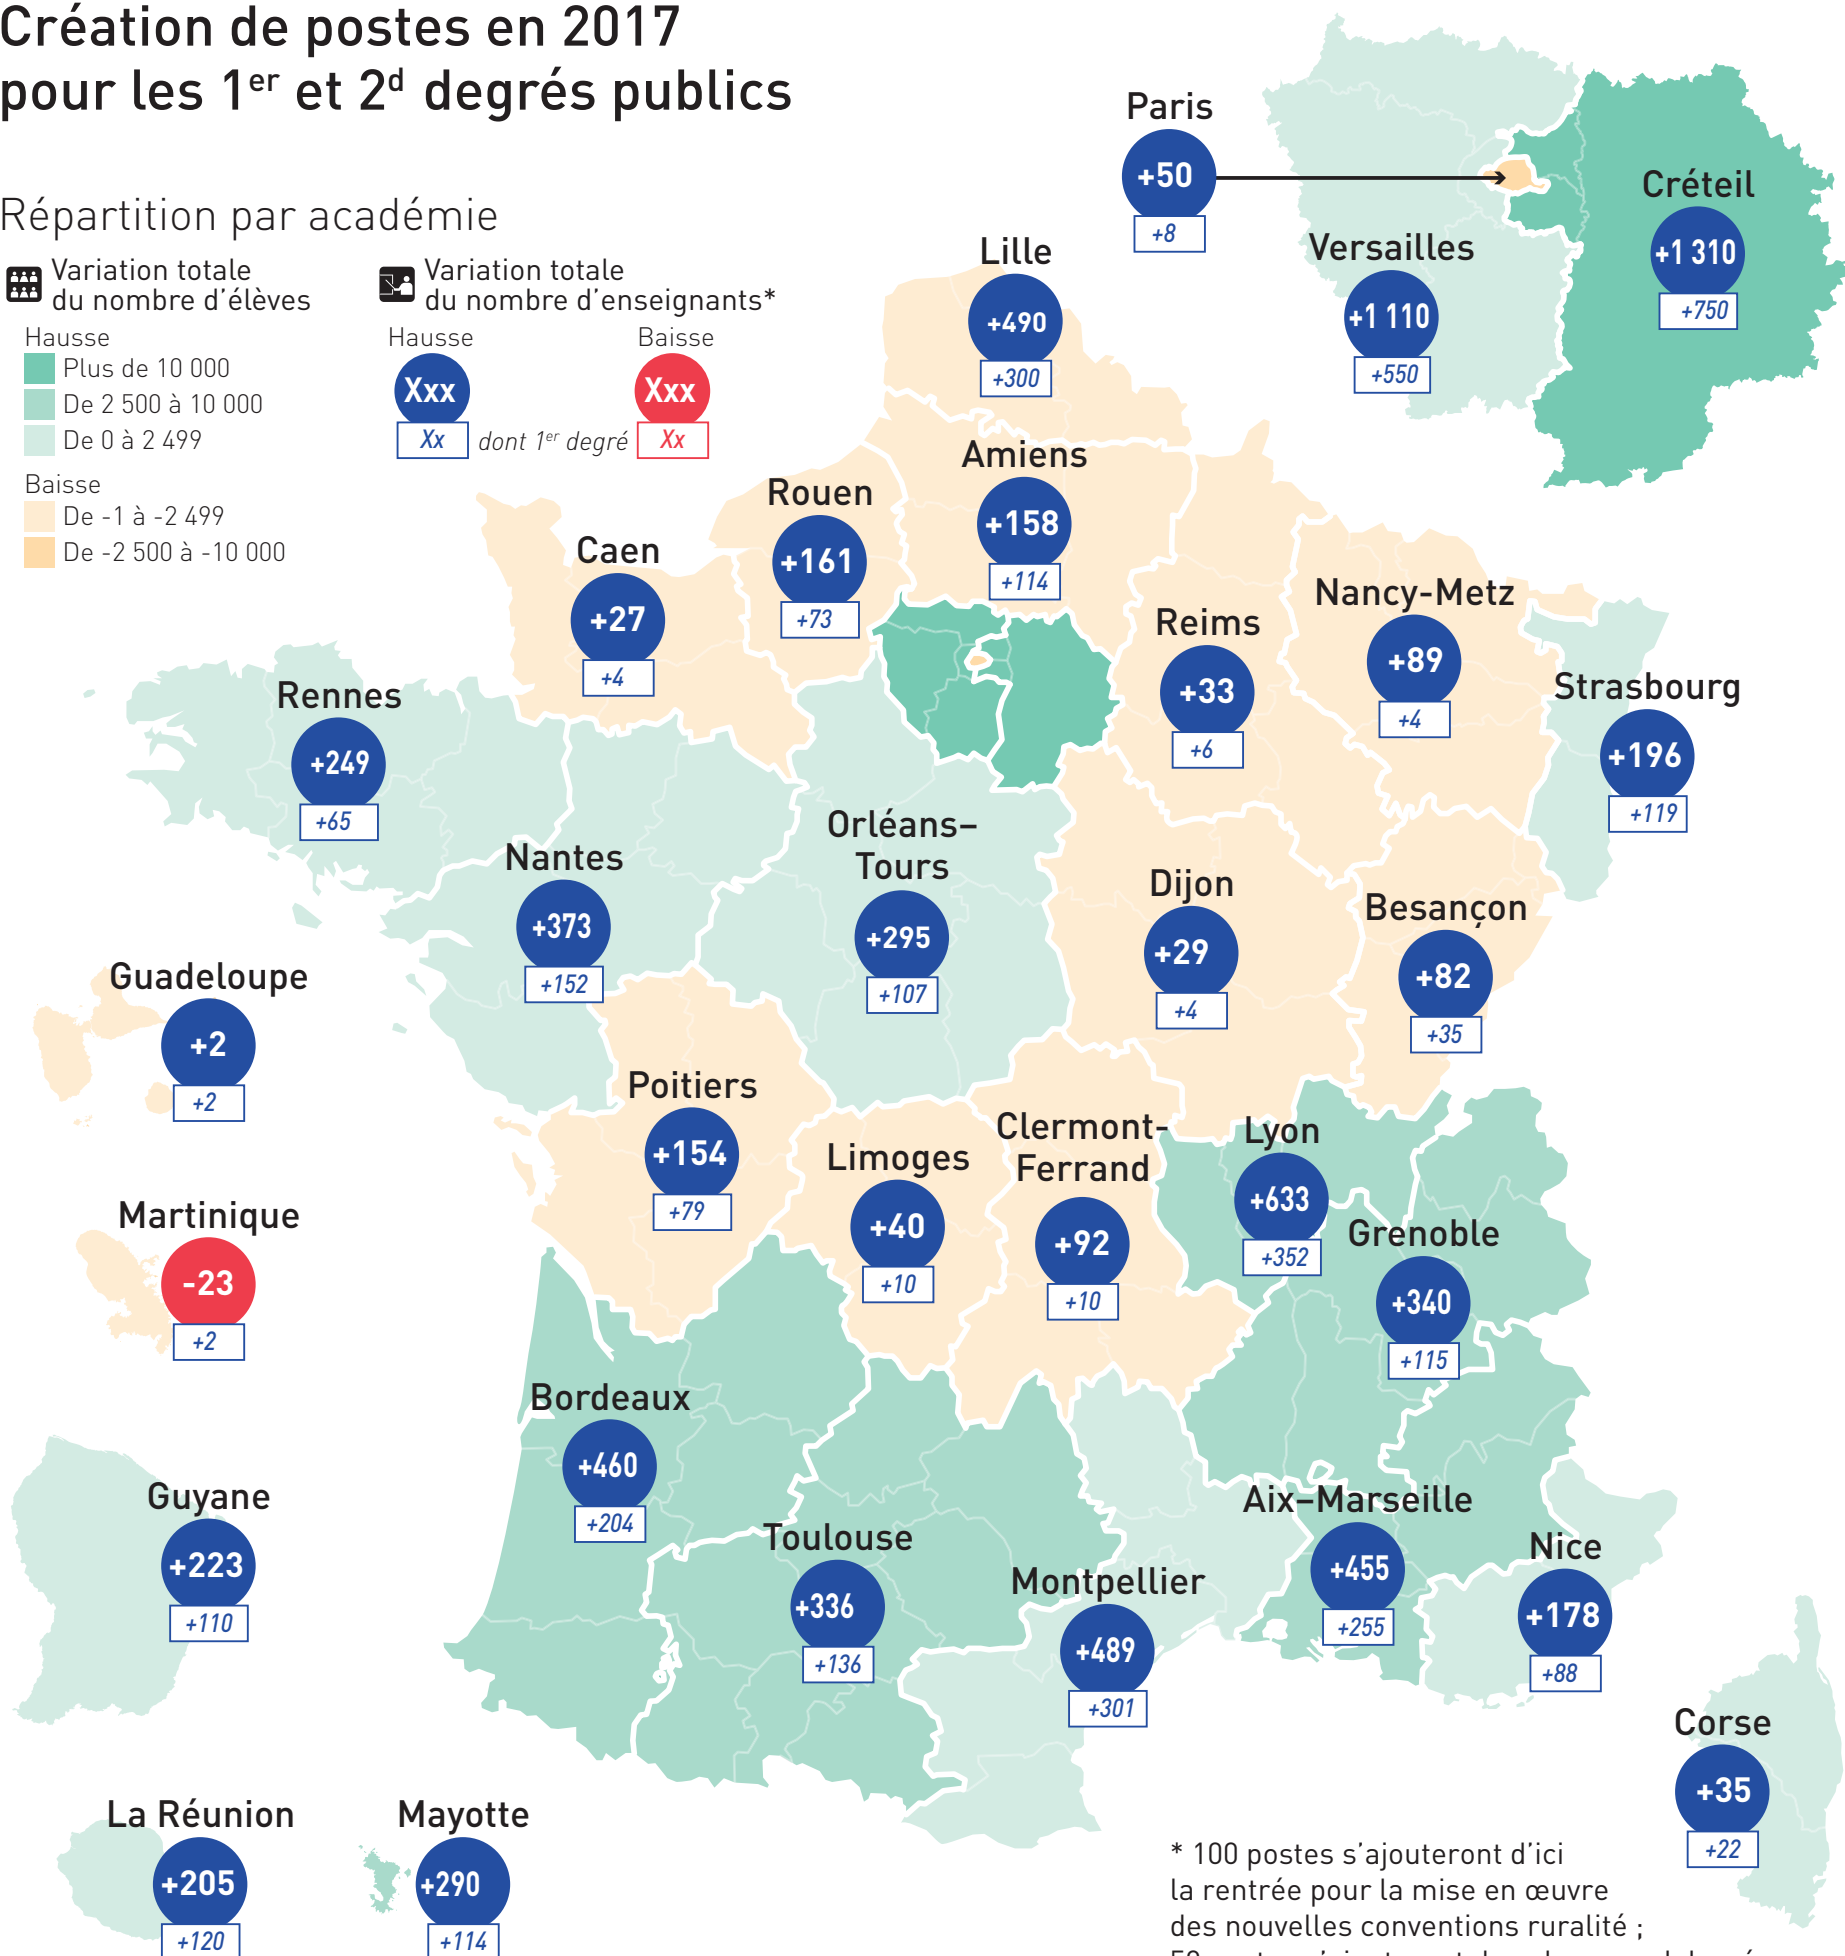 Création de postes en 2017
pour les 1er et 2d degrés publics
Répartition par académie
Variation totale
du nombre d'élèves
Hausse
Plus de 10 000
De 2 500 à 10 000
De 0 à 2 499
Baisse
De -1 à -2 499
De -2 500 à -10 000
Variation totale
du nombre d'enseignants*
Hausse
Baisse
Xxx
Xxx
Xx
dont 1er degré
Xx
Paris
+50
+8
Créteil
+1 310
+750
Versailles
+1 110
+550
Lille
+490
+300
Amiens
+158
+114
Rouen
+161
+73
Caen
+27
+4
Nancy-Metz
+89
+4
Reims
+33
+6
Strasbourg
+196
+119
Rennes
+249
+65
Nantes
+373
+152
Orléans–
Tours
+295
+107
Dijon
+29
+4
Besançon
+82
+35
Guadeloupe
+2
+2
Poitiers
+154
+79
Limoges
+40
+10
Clermont-
Ferrand
+92
+10
Lyon
+633
+352
Grenoble
+340
+115
Martinique
-23
+2
Bordeaux
+460
+204
Guyane
+223
+110
Toulouse
+336
+136
Montpellier
+489
+301
Aix–Marseille
+455
+255
Nice
+178
+88
Corse
+35
+22
La Réunion
+205
+120
Mayotte
+290
+114
* 100 postes s'ajouteront d'ici
la rentrée pour la mise en œuvre
des nouvelles conventions ruralité ;